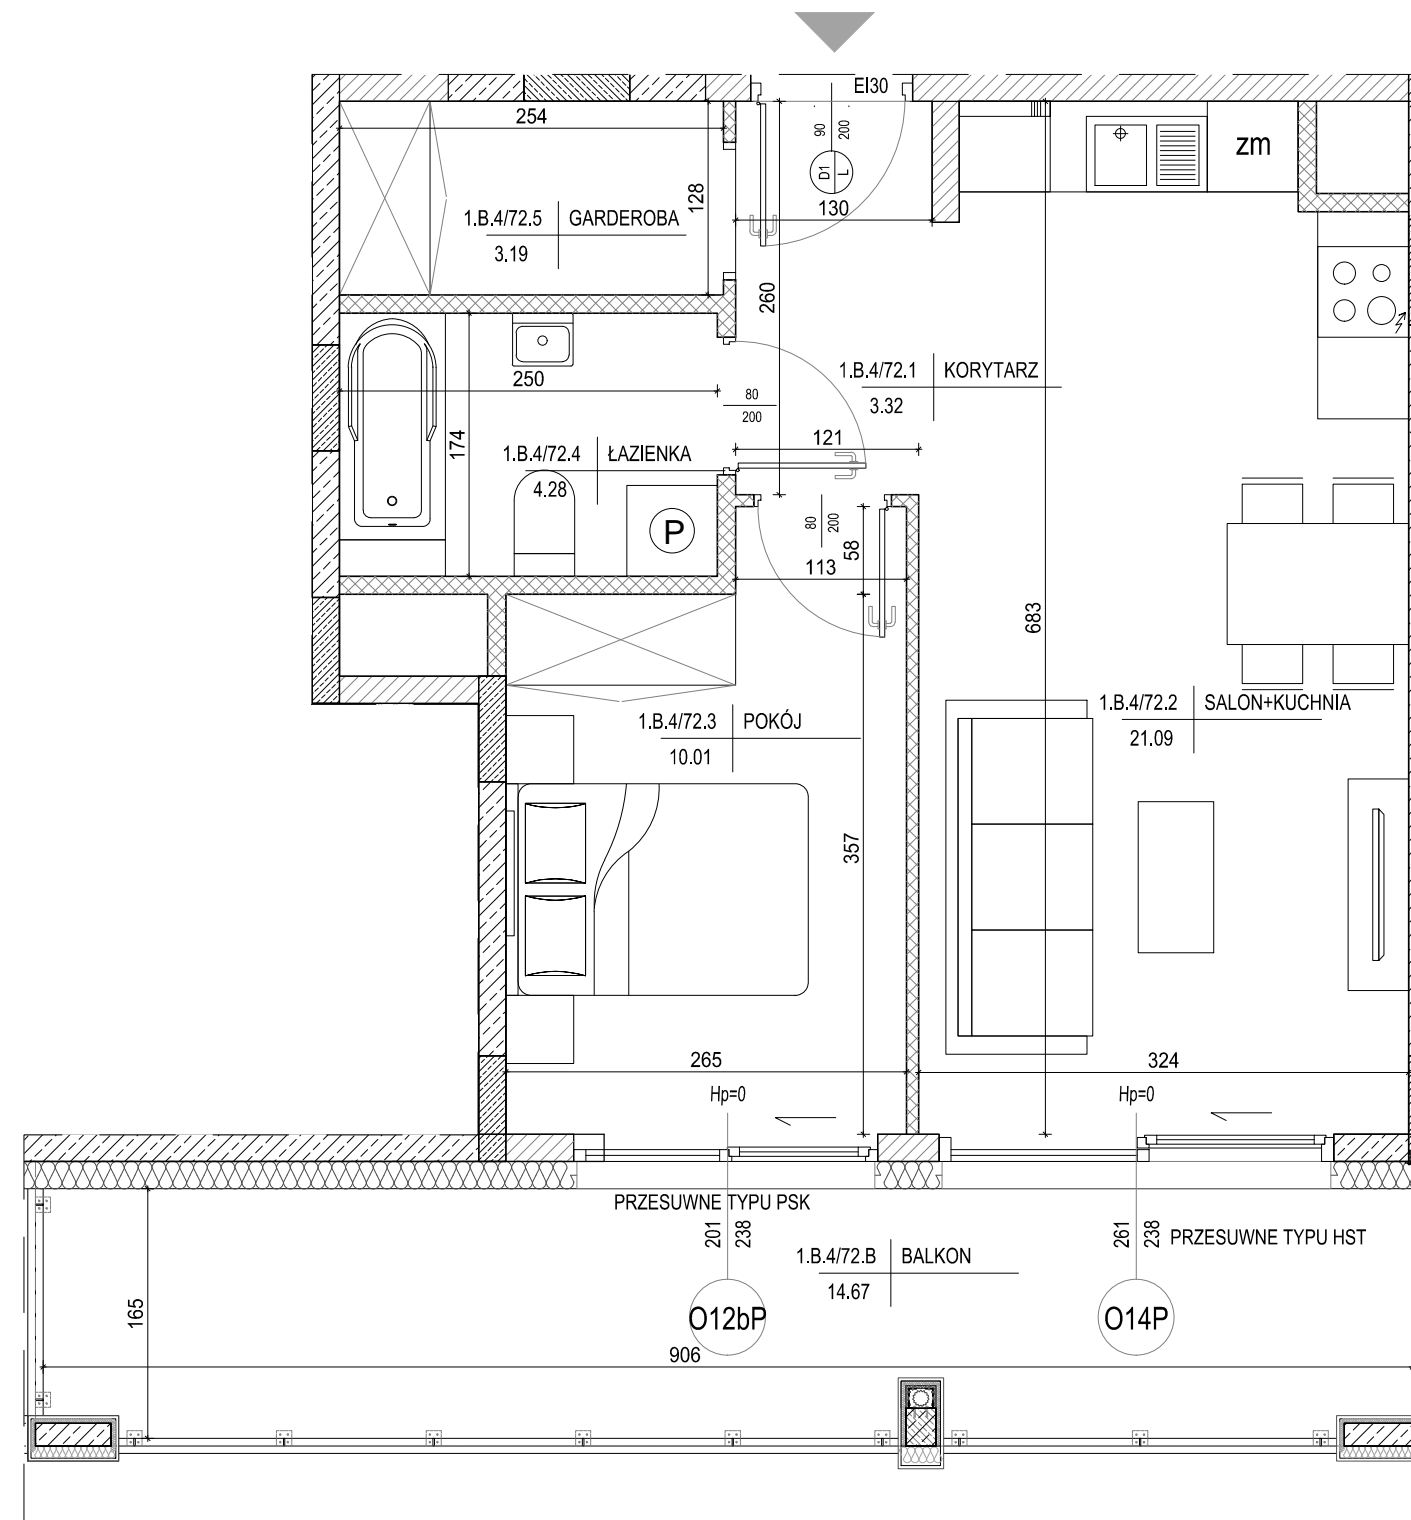 EI30
254
90
200
D1
L
zm
128
1.B.4/72.5 GARDEROBA
3.19
130
260
250
174
80
200
1.B.4/72.1 KORYTARZ
3.32
121
1.B.4/72.4 ŁAZIENKA
4.28
P
80
200
58
113
683
1.B.4/72.3 POKÓJ
10.01
1.B.4/72.2 SALON+KUCHNIA
21.09
357
265
324
Hp=0
Hp=0
PRZESUWNE TYPU PSK
201
238
261
238
PRZESUWNE TYPU HST
1.B.4/72.B BALKON
14.67
165
O12bP
O14P
906